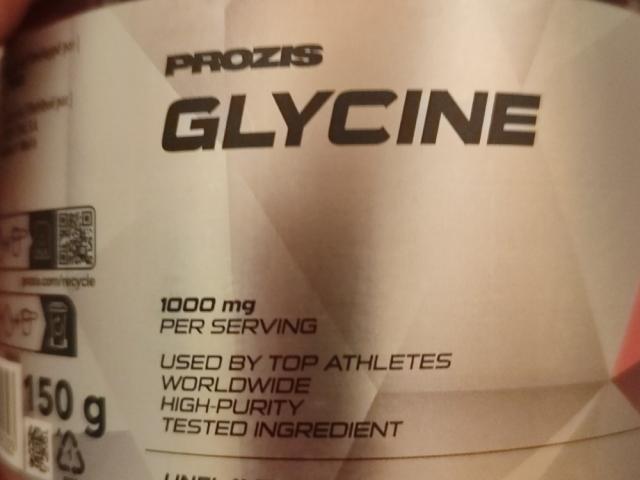 PROZIS
GLYCINE
prozis.com/recycle
1000 mg
PER SERVING
USED BY TOP ATHLETES
WORLDWIDE
HIGH-PURITY
TESTED INGREDIENT
150 g